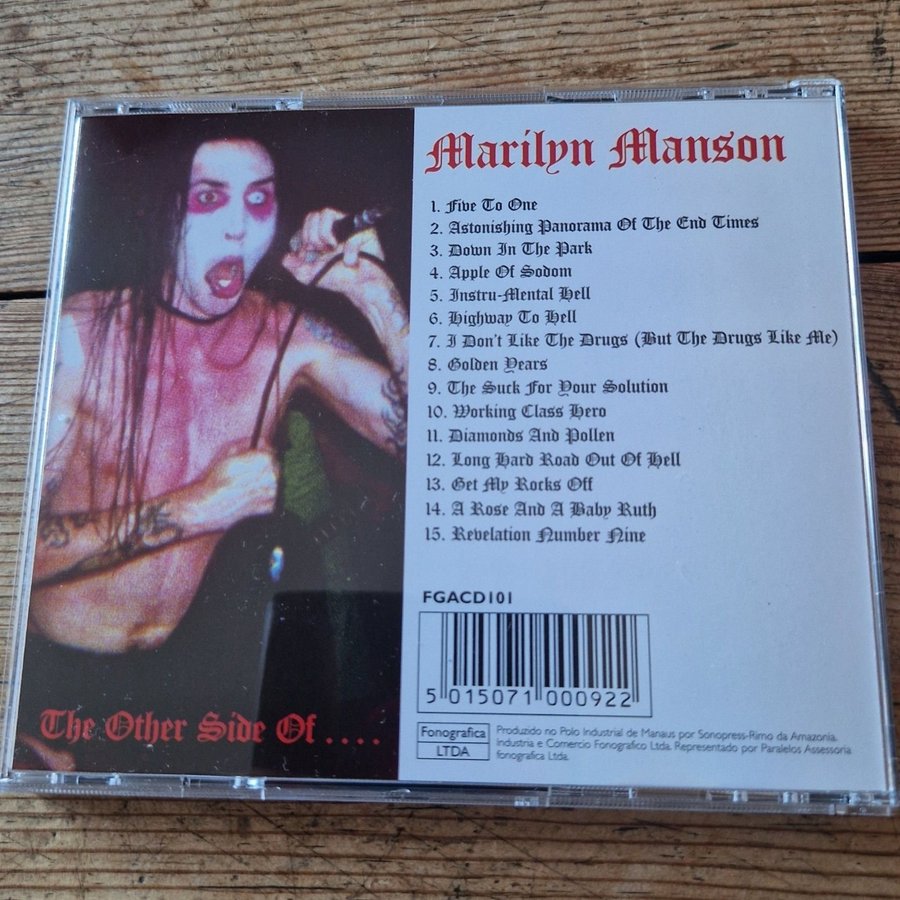 Marilyn Manson
1. Five To One
2. Astonishing Panorama Of The End Times
3. Down In The Park
4. Apple Of Sodom
5. Instru-Mental Hell
6. Highway To Hell
7. I Don't Like The Drugs (But The Drugs Like Me)
8. Golden Years
9. The Suck For Your Solution
10. Working Class Hero
11. Diamonds And Pollen
12. Long Hard Road Out Of Hell
13. Get My Rocks Off
14. A Rose And A Baby Ruth
15. Revelation Number Nine
FGACD101
5 015071 000922
The Other Side Of ....
Fonografica
LTDA
Produzido no Polo Industrial de Manaus por Sonopress-Rimo da Amazonia.
Industria e Comercio Fonografico Ltda. Representado por Paralelos Assessoria
fonografica Ltda.